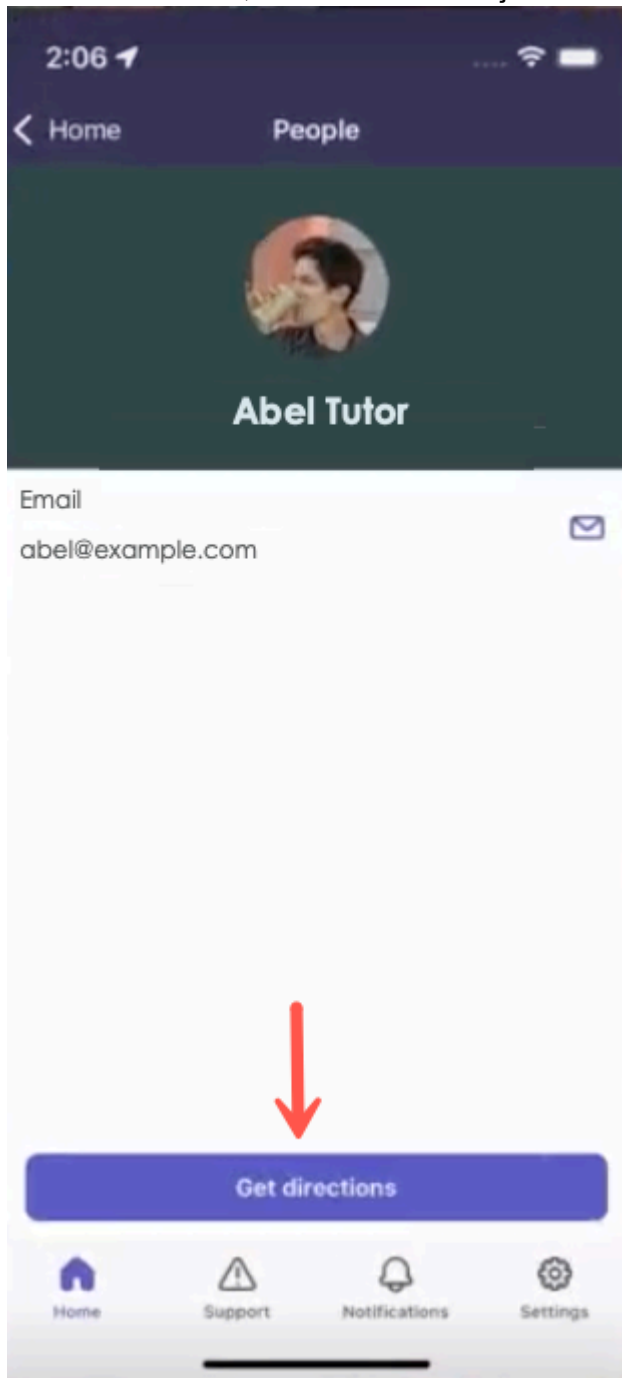 2:06
Home
People
Abel Tutor
Email
abel@example.com
Get directions
Home
Support
Notifications
Settings